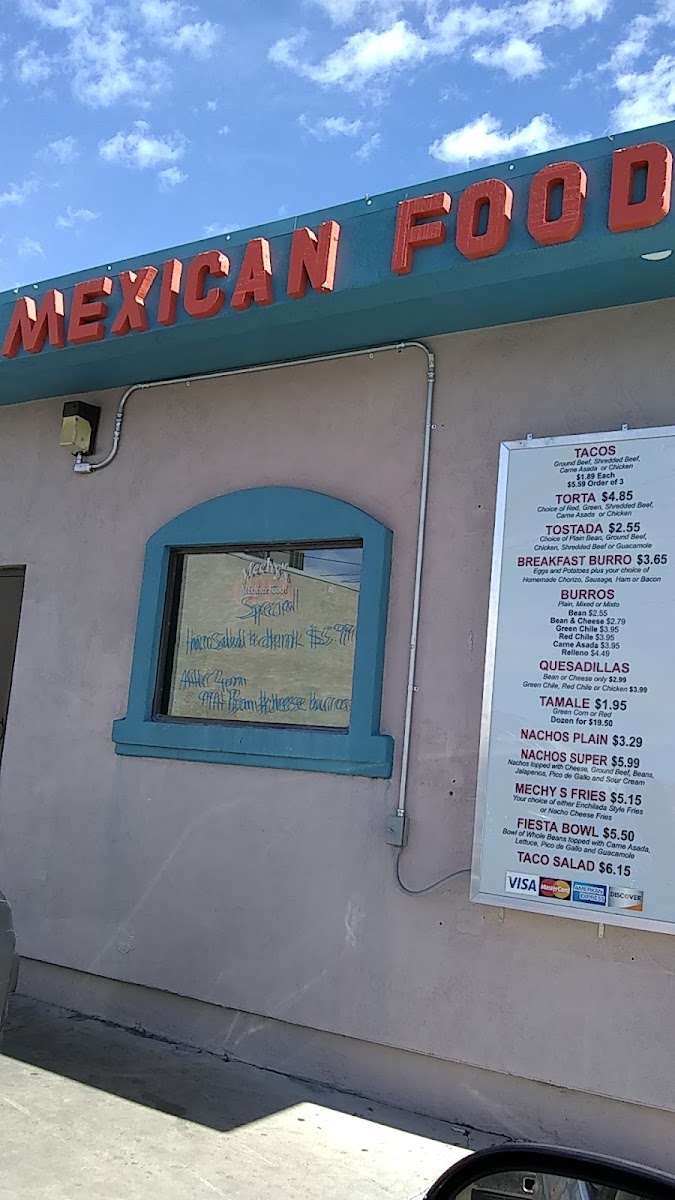 MEXICAN FOOD
Mechy's
Mexican Food
Special
$5.99
After 9pm
TACOS
Ground Beef, Shredded Beef,
Carne Asada or Chicken
$1.89 Each
$5.59 Order of 3
TORTA $4.85
Choice of Red, Green, Shredded Beef,
Carne Asada or Chicken
TOSTADA $2.55
Choice of Plain Bean, Ground Beef,
Chicken, Shredded Beef or Guacamole
BREAKFAST BURRO $3.65
Eggs and Potatoes plus your choice of
Homemade Chorizo, Sausage, Ham or Bacon
BURROS
Plain, Mixed or Mixto
Bean $2.55
Bean & Cheese $2.79
Green Chile $3.95
Red Chile $3.95
Carne Asada $3.95
Relleno $4.49
QUESADILLAS
Bean or Cheese only $2.99
Green Chile, Red Chile or Chicken $3.99
TAMALE $1.95
Green Corn or Red
Dozen for $19.50
NACHOS PLAIN $3.29
NACHOS SUPER $5.99
Nachos topped with Cheese, Ground Beef, Beans,
Jalapenos, Pico de Gallo and Sour Cream
MECHY S FRIES $5.15
Your choice of either Enchilada Style Fries
or Nacho Cheese Fries
FIESTA BOWL $5.50
Bowl of Whole Beans topped with Carne Asada,
Lettuce, Pico de Gallo and Guacamole
TACO SALAD $6.15
VISA MasterCard AMERICAN EXPRESS DISCOVER